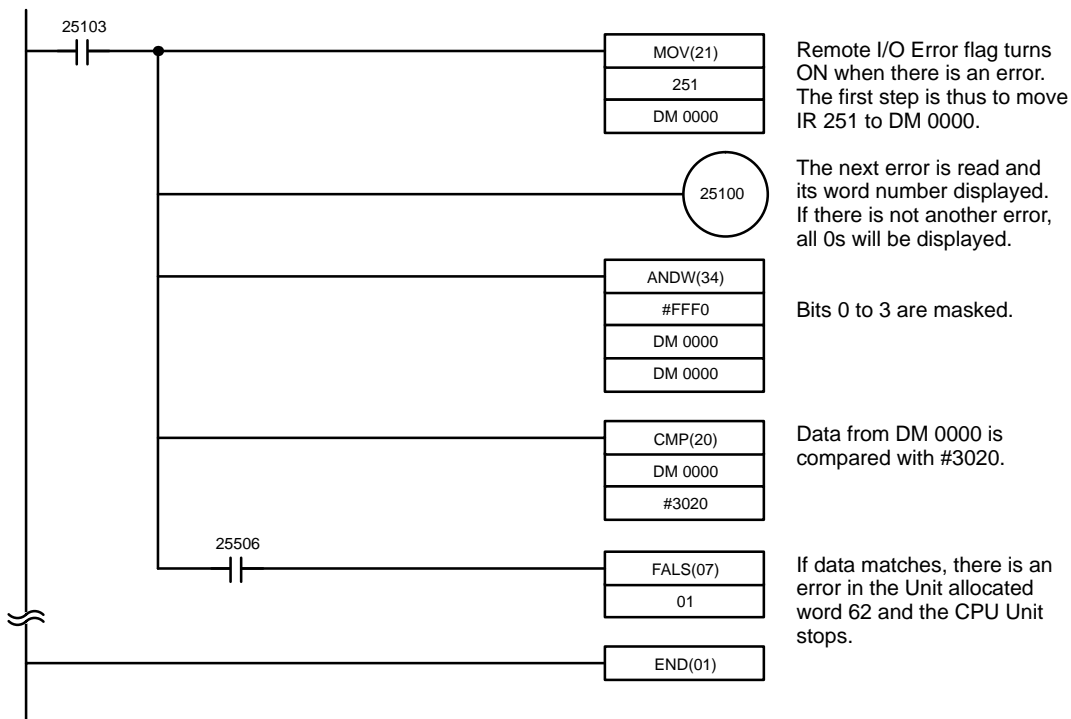 25103
MOV(21)
251
DM 0000
Remote I/O Error flag turns
ON when there is an error.
The first step is thus to move
IR 251 to DM 0000.
25100
The next error is read and
its word number displayed.
If there is not another error,
all 0s will be displayed.
ANDW(34)
#FFF0
DM 0000
DM 0000
Bits 0 to 3 are masked.
CMP(20)
DM 0000
#3020
Data from DM 0000 is
compared with #3020.
25506
FALS(07)
01
If data matches, there is an
error in the Unit allocated
word 62 and the CPU Unit
stops.
END(01)